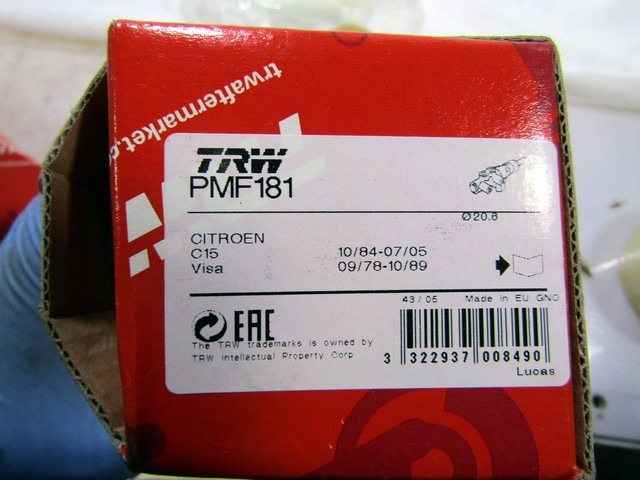 trwaftermarket.com
TRW
PMF181
Ø20.6
CITROEN
C15 10/84-07/05
Visa 09/78-10/89
43/05 Made in EU GNO
EAC
The TRW trademarks is owned by
TRW Intellectual Property Corp
3 322937 008490
Lucas